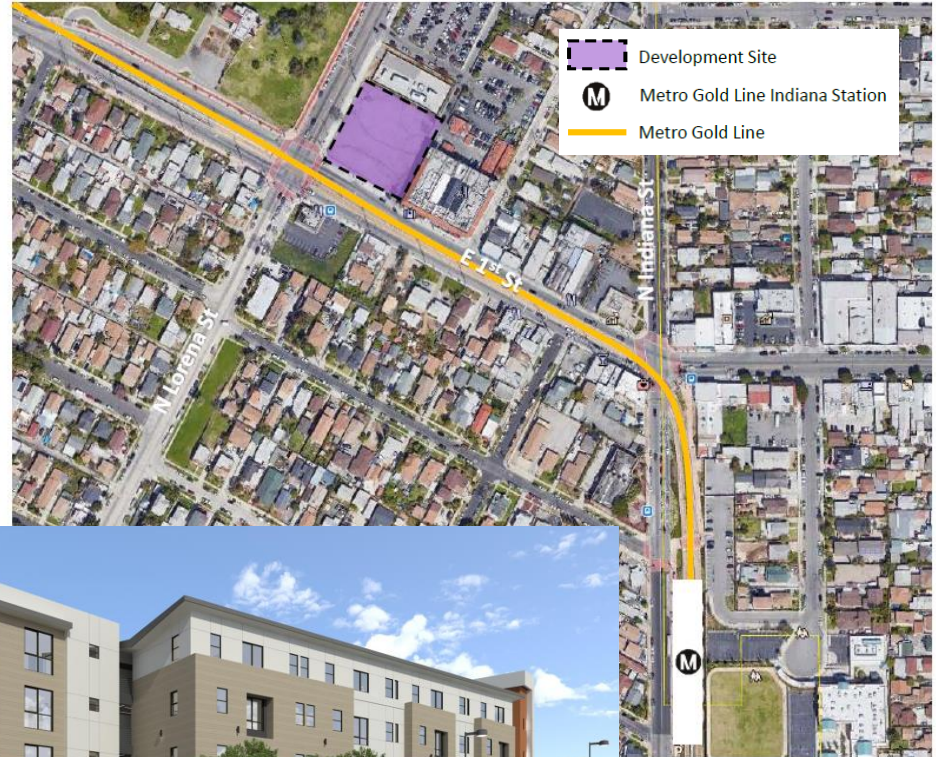 Development Site
M Metro Gold Line Indiana Station
Metro Gold Line
N Indiana St
E 1st St
N Lorena St
M
P